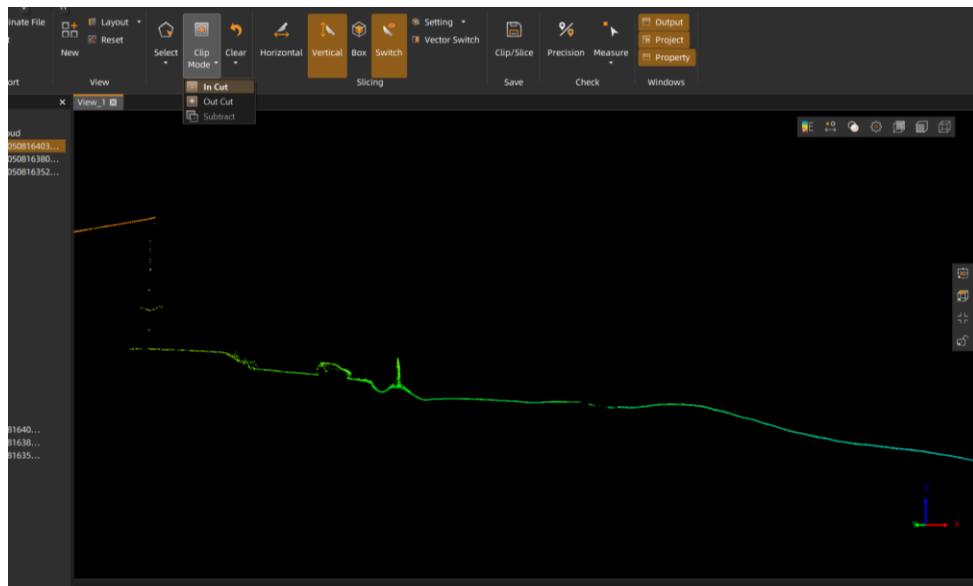 inate File
Layout
Reset
New
View
Select
Clip Mode
Clear
In Cut
Out Cut
Subtract
Horizontal
Vertical
Box
Switch
Setting
Vector Switch
Slicing
Clip/Slice
Save
Precision
Measure
Check
Output
Project
Property
Windows
ort
View_1
oud
050816403...
050816380...
050816352...
81640...
81638...
81635...
E
Z
X